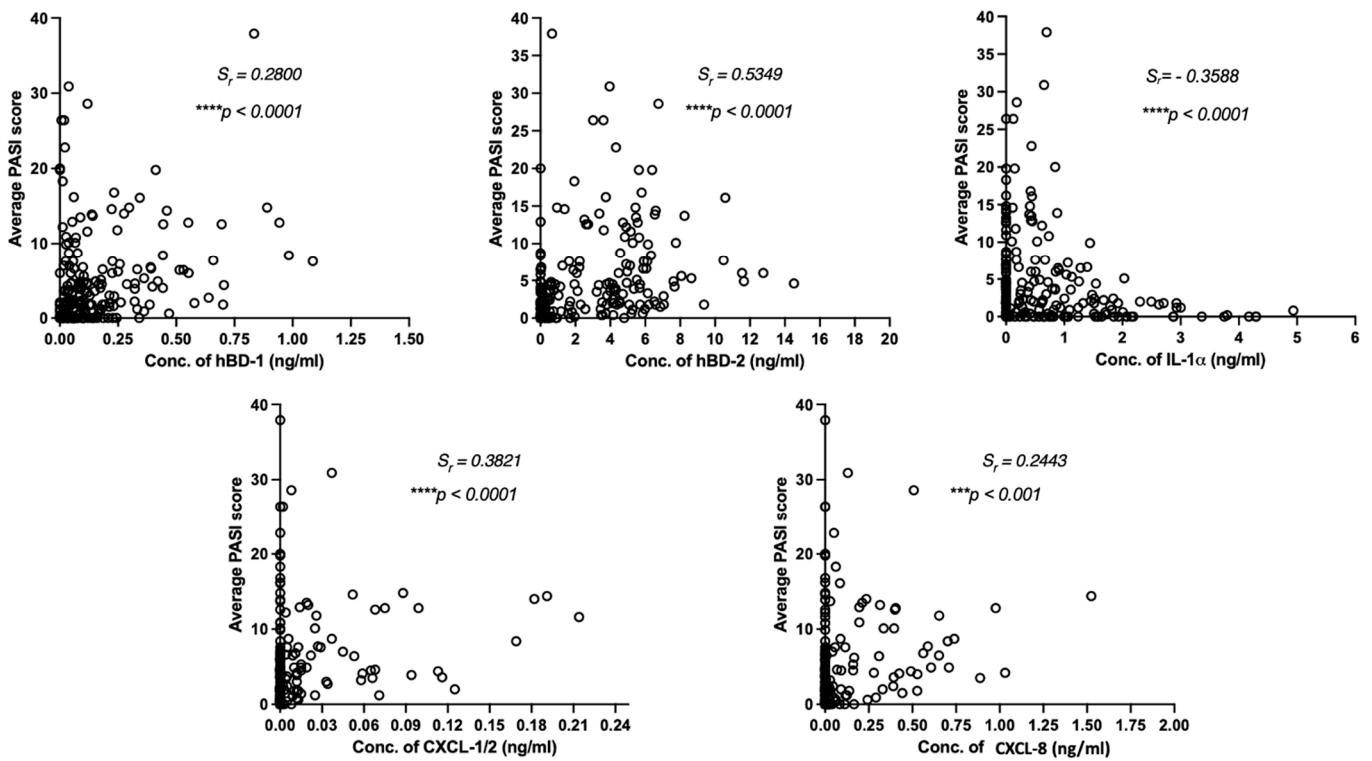 40
30
20
10
0
Average PASI score
Sr = 0.2800
****p < 0.0001
0.00 0.25 0.50 0.75 1.00 1.25 1.50
Conc. of hBD-1 (ng/ml)
40
35
30
25
20
15
10
5
0
Average PASI score
Sr = 0.5349
****p < 0.0001
0 2 4 6 8 10 12 14 16 18 20
Conc. of hBD-2 (ng/ml)
40
35
30
25
20
15
10
5
0
Average PASI score
Sr= - 0.3588
****p < 0.0001
0 1 2 3 4 5 6
Conc. of IL-1α (ng/ml)
40
30
20
10
0
Average PASI score
Sr = 0.3821
****p < 0.0001
0.00 0.03 0.06 0.09 0.12 0.15 0.18 0.21 0.24
Conc. of CXCL-1/2 (ng/ml)
40
30
20
10
0
Average PASI score
Sr = 0.2443
***p < 0.001
0.00 0.25 0.50 0.75 1.00 1.25 1.50 1.75 2.00
Conc. of CXCL-8 (ng/ml)